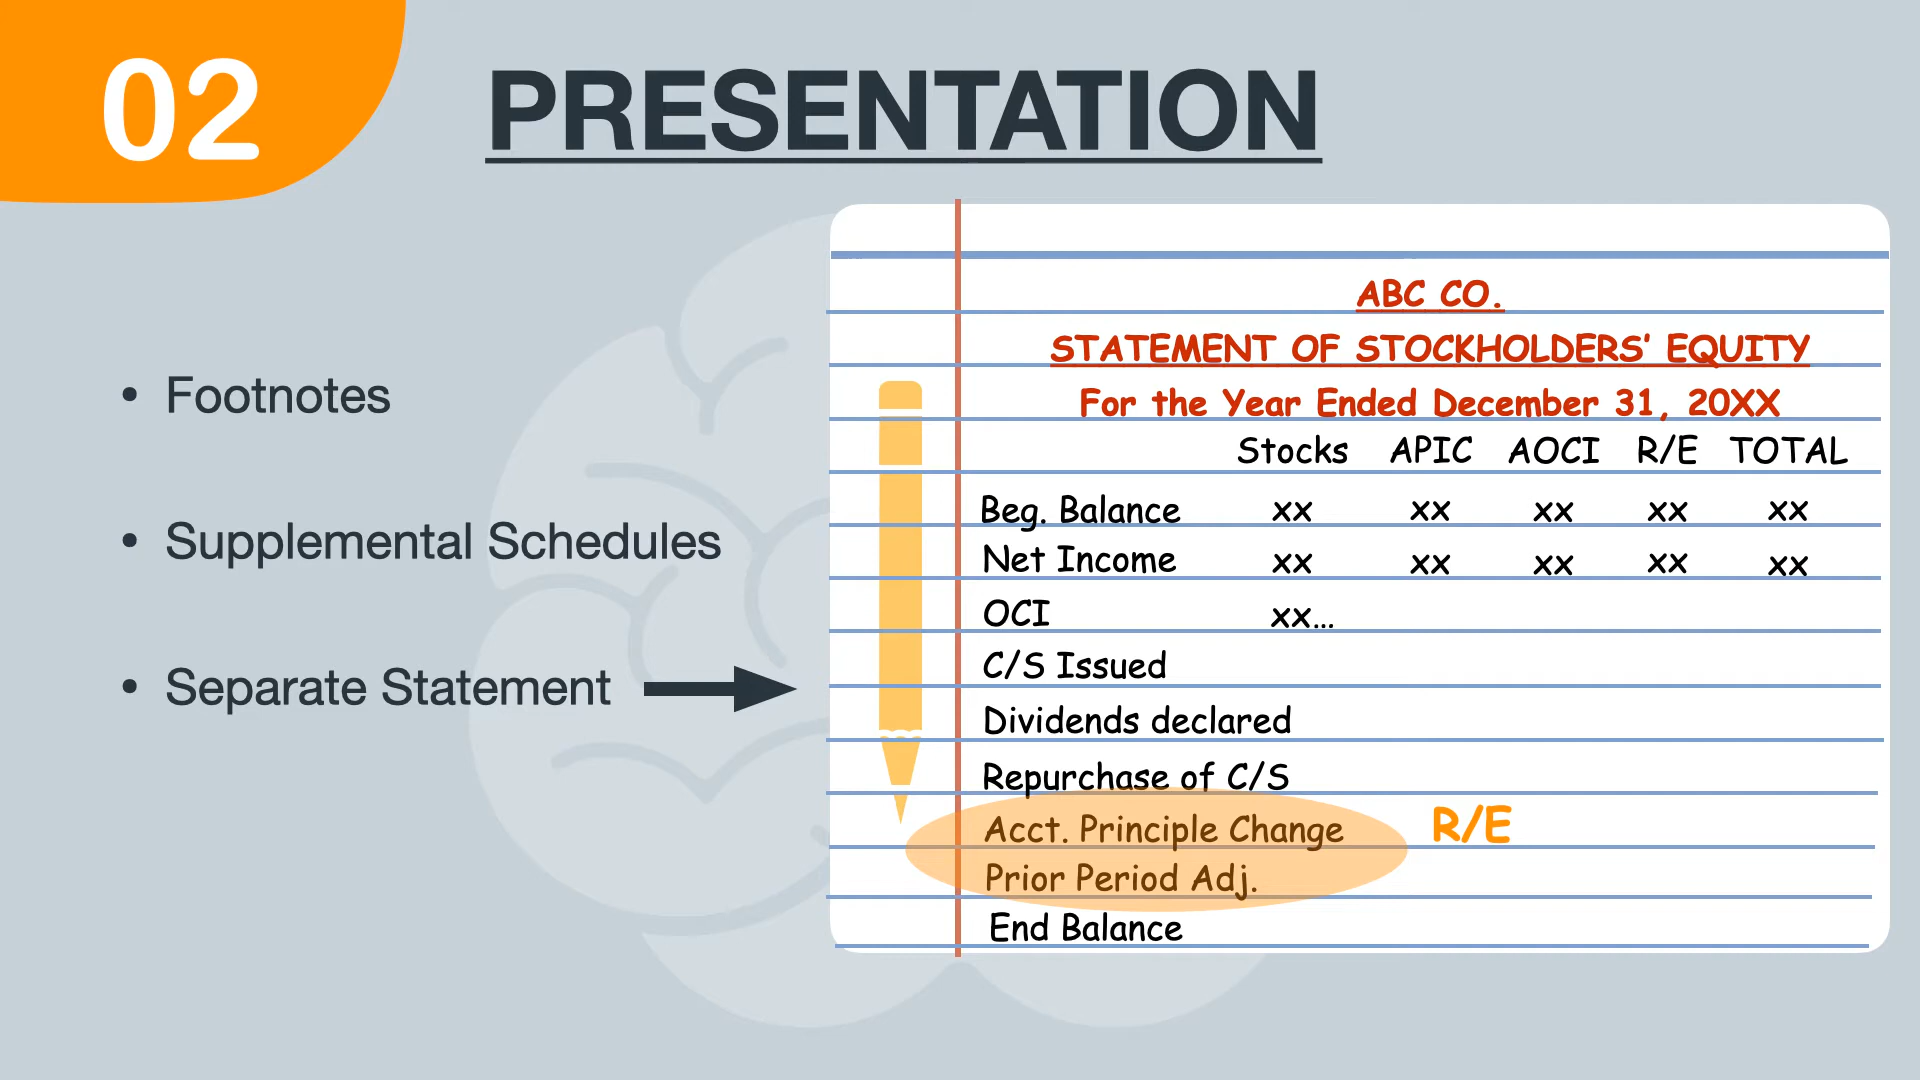 02
PRESENTATION
• Footnotes
• Supplemental Schedules
• Separate Statement
ABC CO.
STATEMENT OF STOCKHOLDERS' EQUITY
For the Year Ended December 31, 20XX
Stocks APIC AOCI R/E TOTAL
Beg. Balance xx xx xx xx xx
Net Income xx xx xx xx xx
OCI xx...
C/S Issued
Dividends declared
Repurchase of C/S
Acct. Principle Change R/E
Prior Period Adj.
End Balance